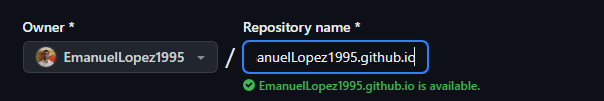 Owner * Repository name *
EmanuelLopez1995 / anuelLopez1995.github.io
EmanuelLopez1995.github.io is available.